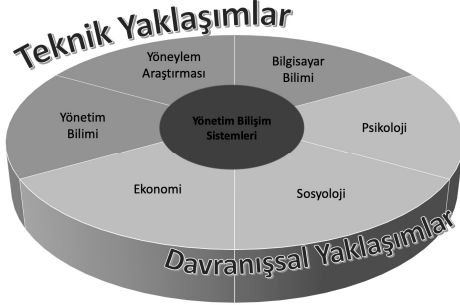 Teknik Yaklaşımlar
Yöneylem
Araştırması
Bilgisayar
Bilimi
Yönetim
Bilimi
Yönetim Bilişim
Sistemleri
Psikoloji
Ekonomi
Sosyoloji
Davranışsal Yaklaşımlar